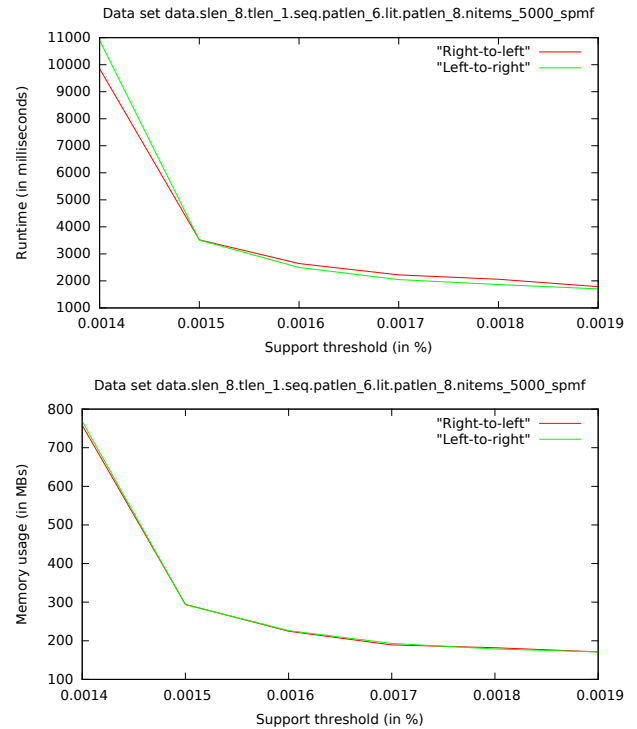 Data set data.slen_8.tlen_1.seq.patlen_6.lit.patlen_8.nitems_5000_spmf
11000
10000
9000
8000
7000
6000
5000
4000
3000
2000
1000
Runtime (in milliseconds)
"Right-to-left"
"Left-to-right"
0.0014 0.0015 0.0016 0.0017 0.0018 0.0019
Support threshold (in %)
Data set data.slen_8.tlen_1.seq.patlen_6.lit.patlen_8.nitems_5000_spmf
800
700
600
500
400
300
200
100
Memory usage (in MBs)
"Right-to-left"
"Left-to-right"
0.0014 0.0015 0.0016 0.0017 0.0018 0.0019
Support threshold (in %)